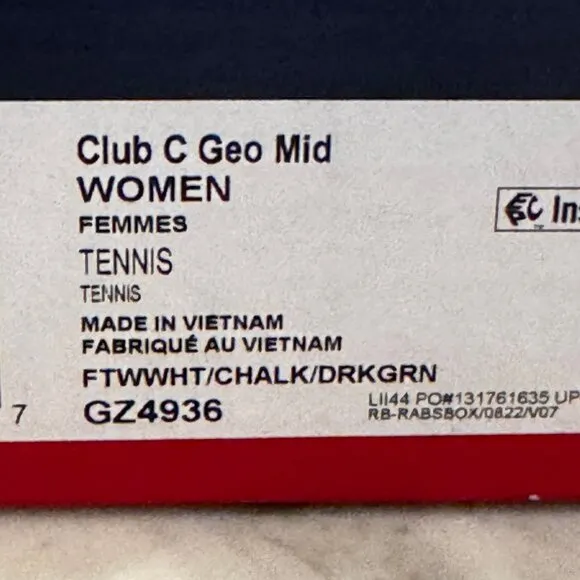 Club C Geo Mid
WOMEN
FEMMES
TENNIS
TENNIS
MADE IN VIETNAM
FABRIQUÉ AU VIETNAM
FTWWHT/CHALK/DRKGRN
7 GZ4936
LII44 PO#131761635 UP
RB-RABSBOX/0822/V07